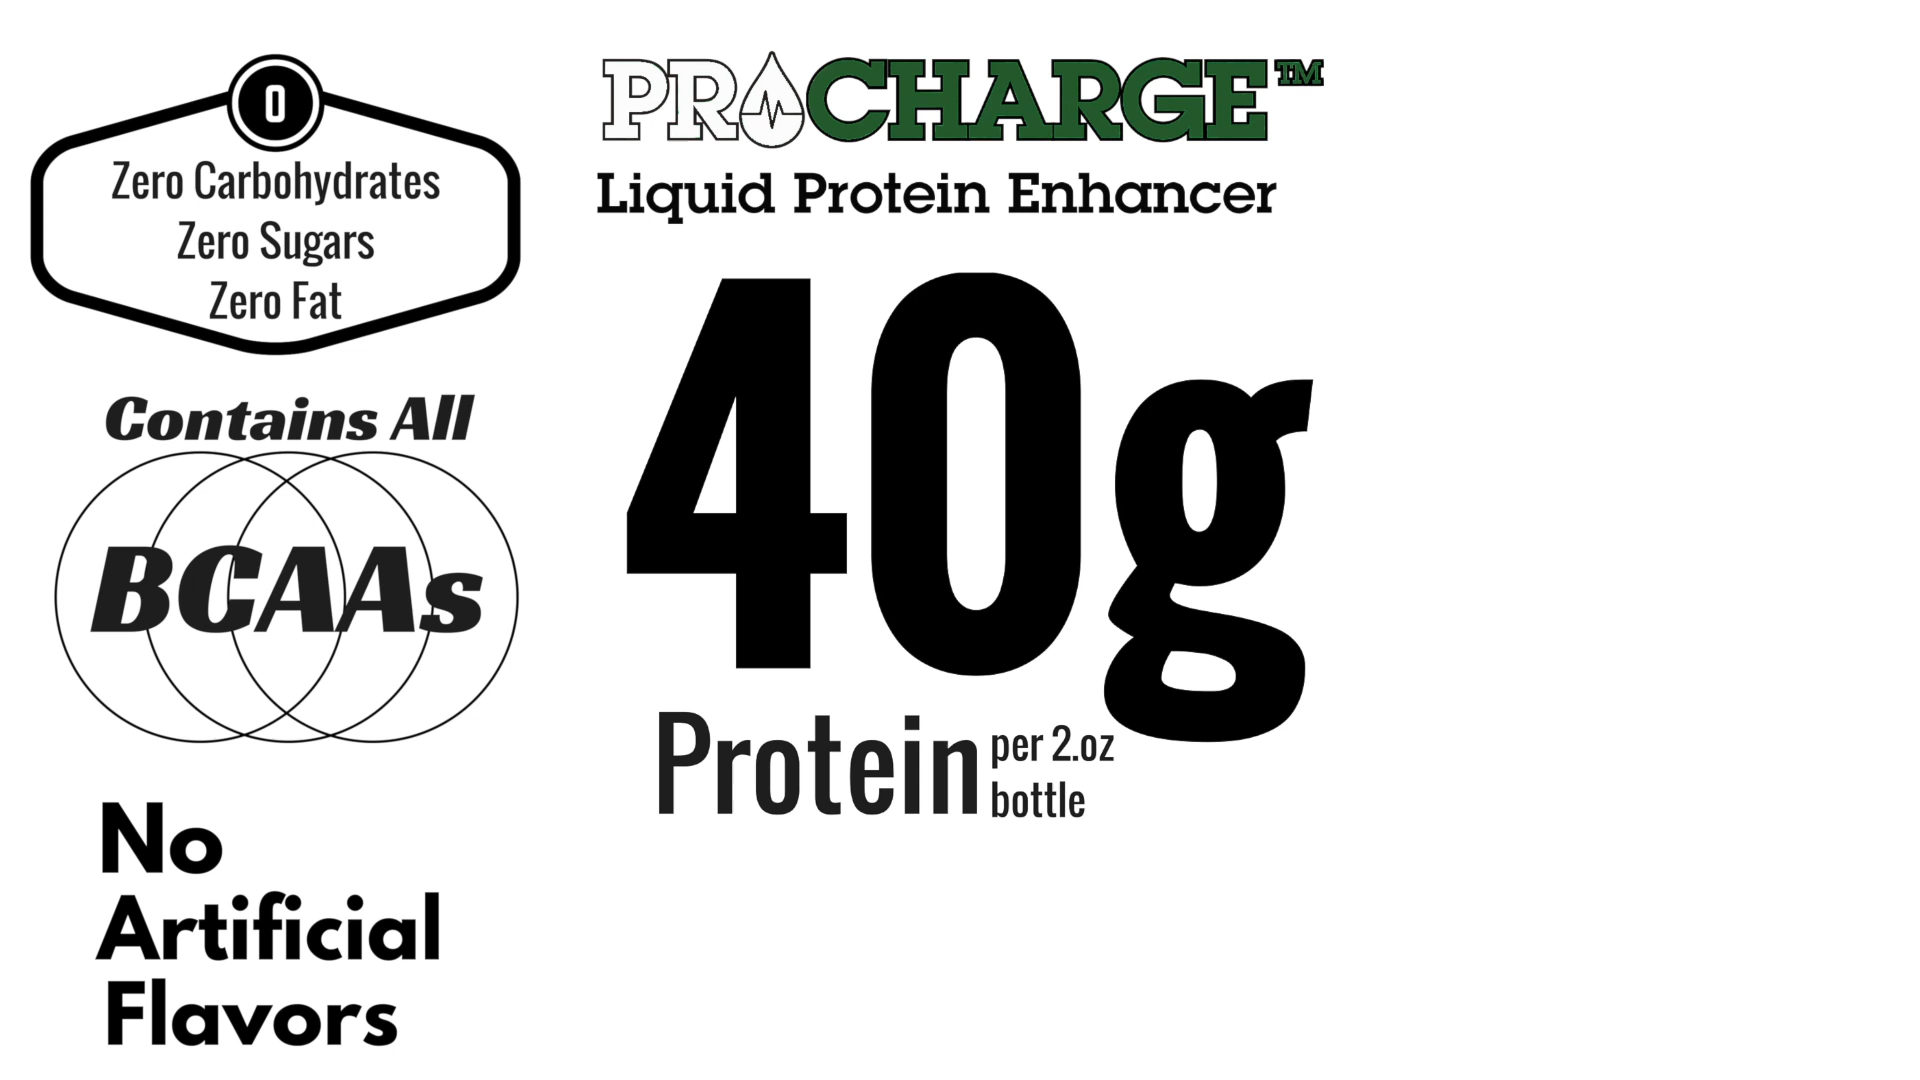 0
Zero Carbohydrates
Zero Sugars
Zero Fat
Contains All
BCAAs
No
Artificial
Flavors
PROCHARGE™
Liquid Protein Enhancer
40g
Protein per 2.oz
bottle